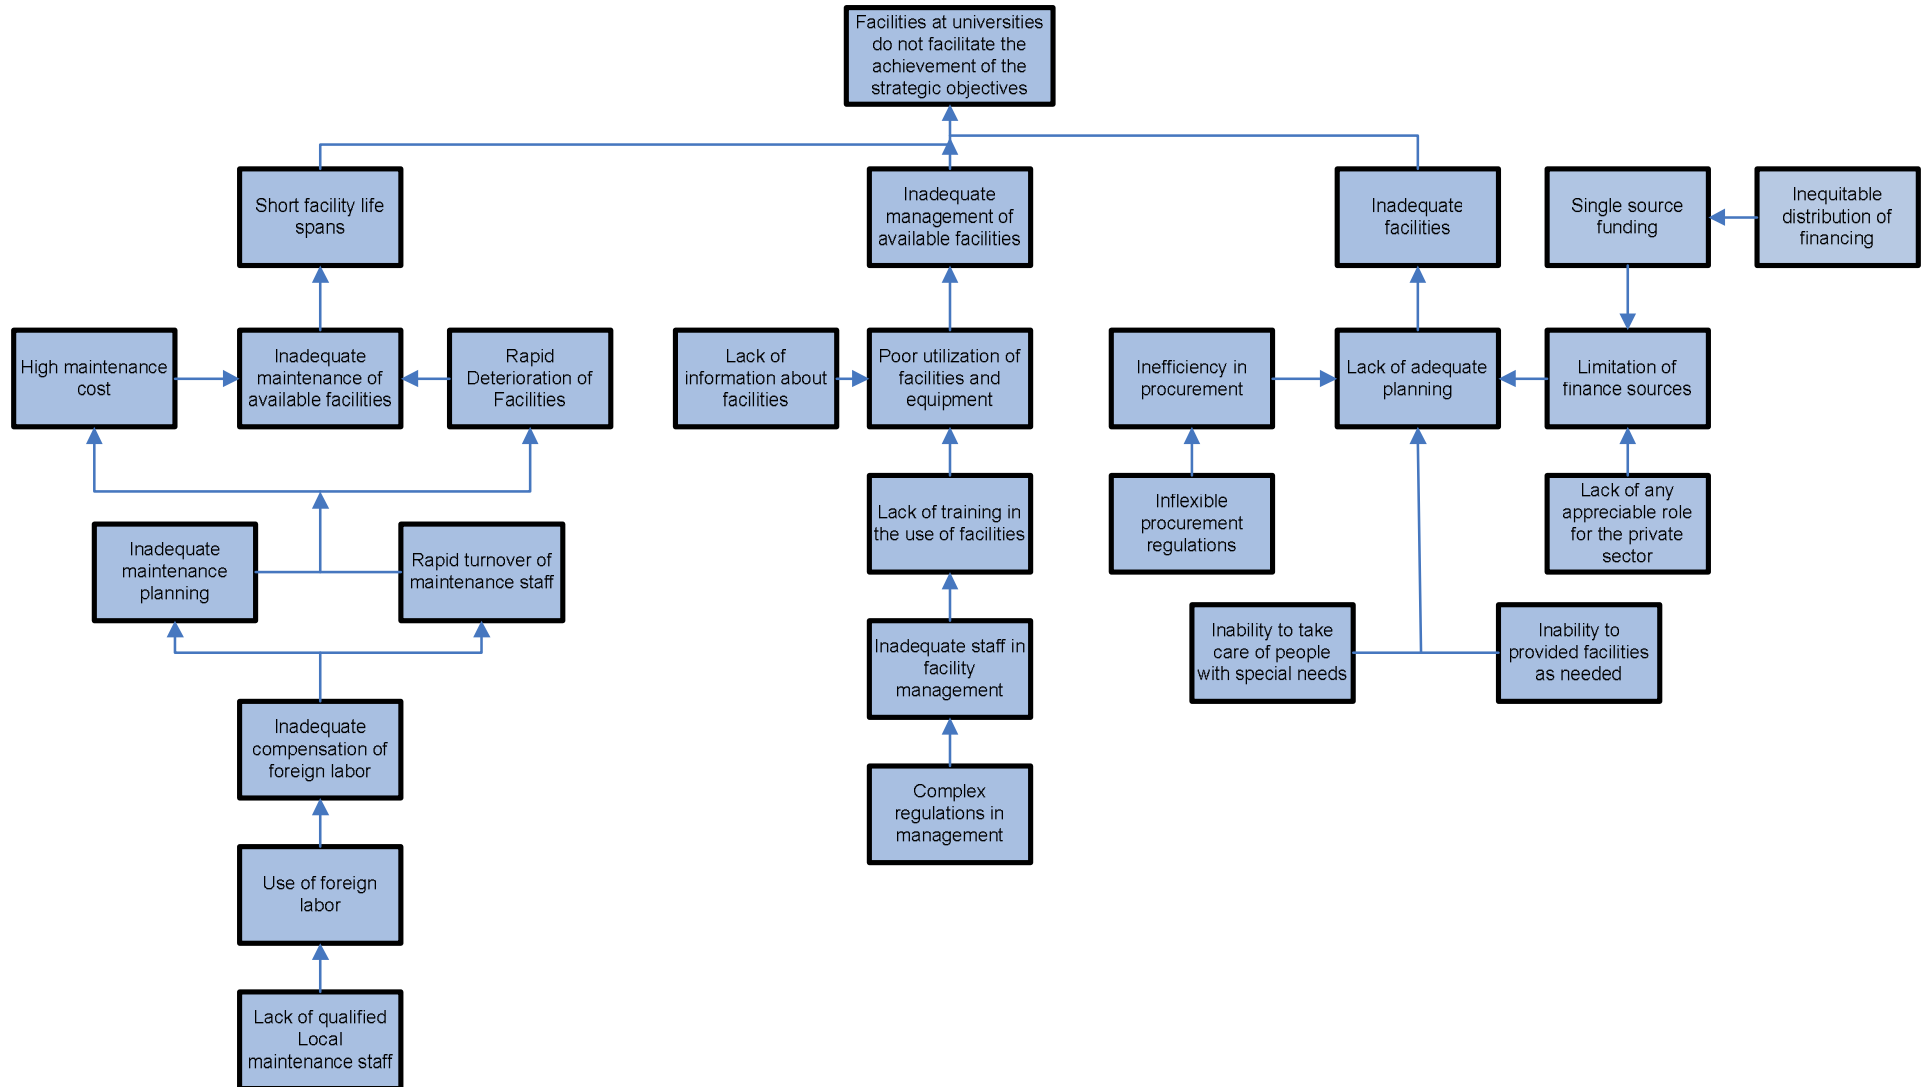 Facilities at universities
do not facilitate the
achievement of the
strategic objectives
Short facility life
spans
Inadequate
management of
available facilities
Inadequate
facilities
Single source
funding
Inequitable
distribution of
financing
High maintenance
cost
Inadequate
maintenance of
available facilities
Rapid
Deterioration of
Facilities
Lack of
information about
facilities
Poor utilization of
facilities and
equipment
Inefficiency in
procurement
Lack of adequate
planning
Limitation of
finance sources
Inadequate
maintenance
planning
Rapid turnover of
maintenance staff
Lack of training in
the use of facilities
Inflexible
procurement
regulations
Lack of any
appreciable role
for the private
sector
Inadequate staff in
facility
management
Inability to take
care of people
with special needs
Inability to
provided facilities
as needed
Inadequate
compensation of
foreign labor
Complex
regulations in
management
Use of foreign
labor
Lack of qualified
Local
maintenance staff